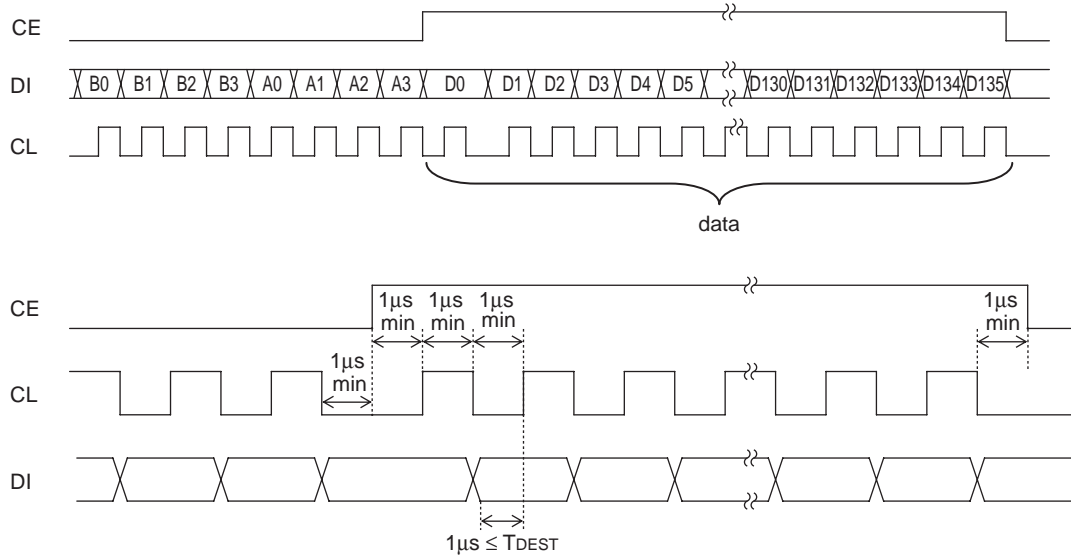 CE
DI B0 B1 B2 B3 A0 A1 A2 A3 D0 D1 D2 D3 D4 D5 D130 D131 D132 D133 D134 D135
CL
data
CE
1μs min 1μs min 1μs min 1μs min
1μs min
CL
DI
1μs ≤ TDEST